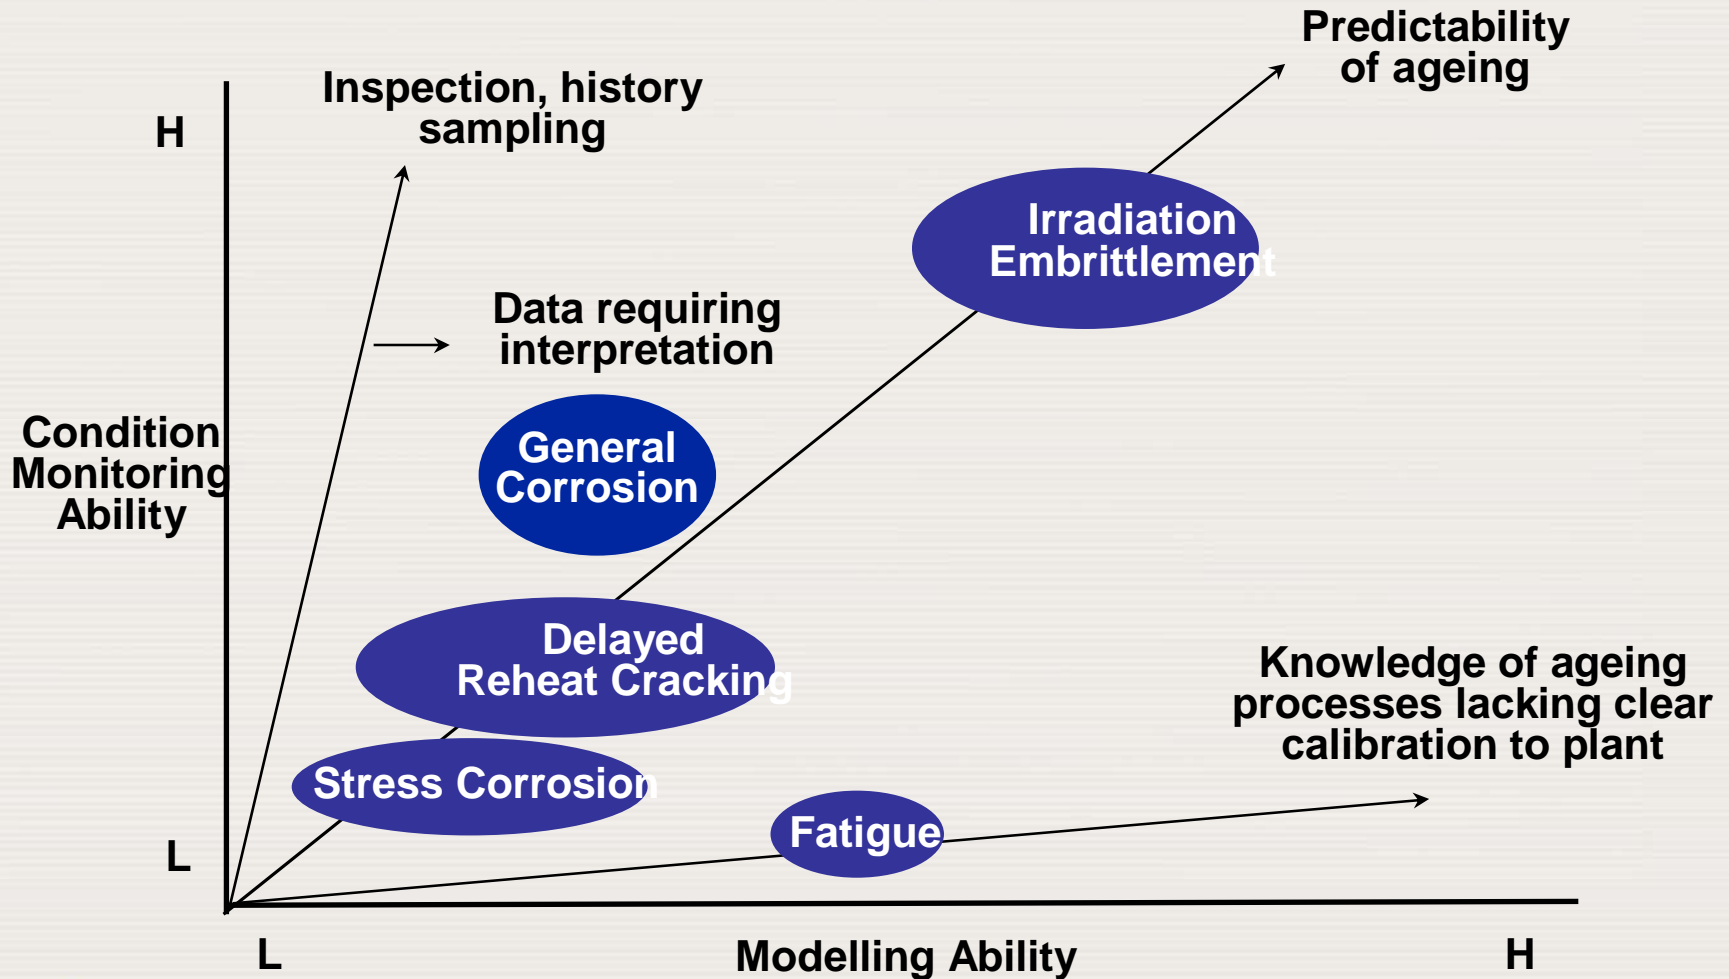 Predictability
of ageing
Inspection, history
sampling
H
Irradiation
Embrittlement
Data requiring
interpretation
Condition
Monitoring
Ability
General
Corrosion
Delayed
Reheat Cracking
Knowledge of ageing
processes lacking clear
calibration to plant
Stress Corrosion
Fatigue
L
L
Modelling Ability
H